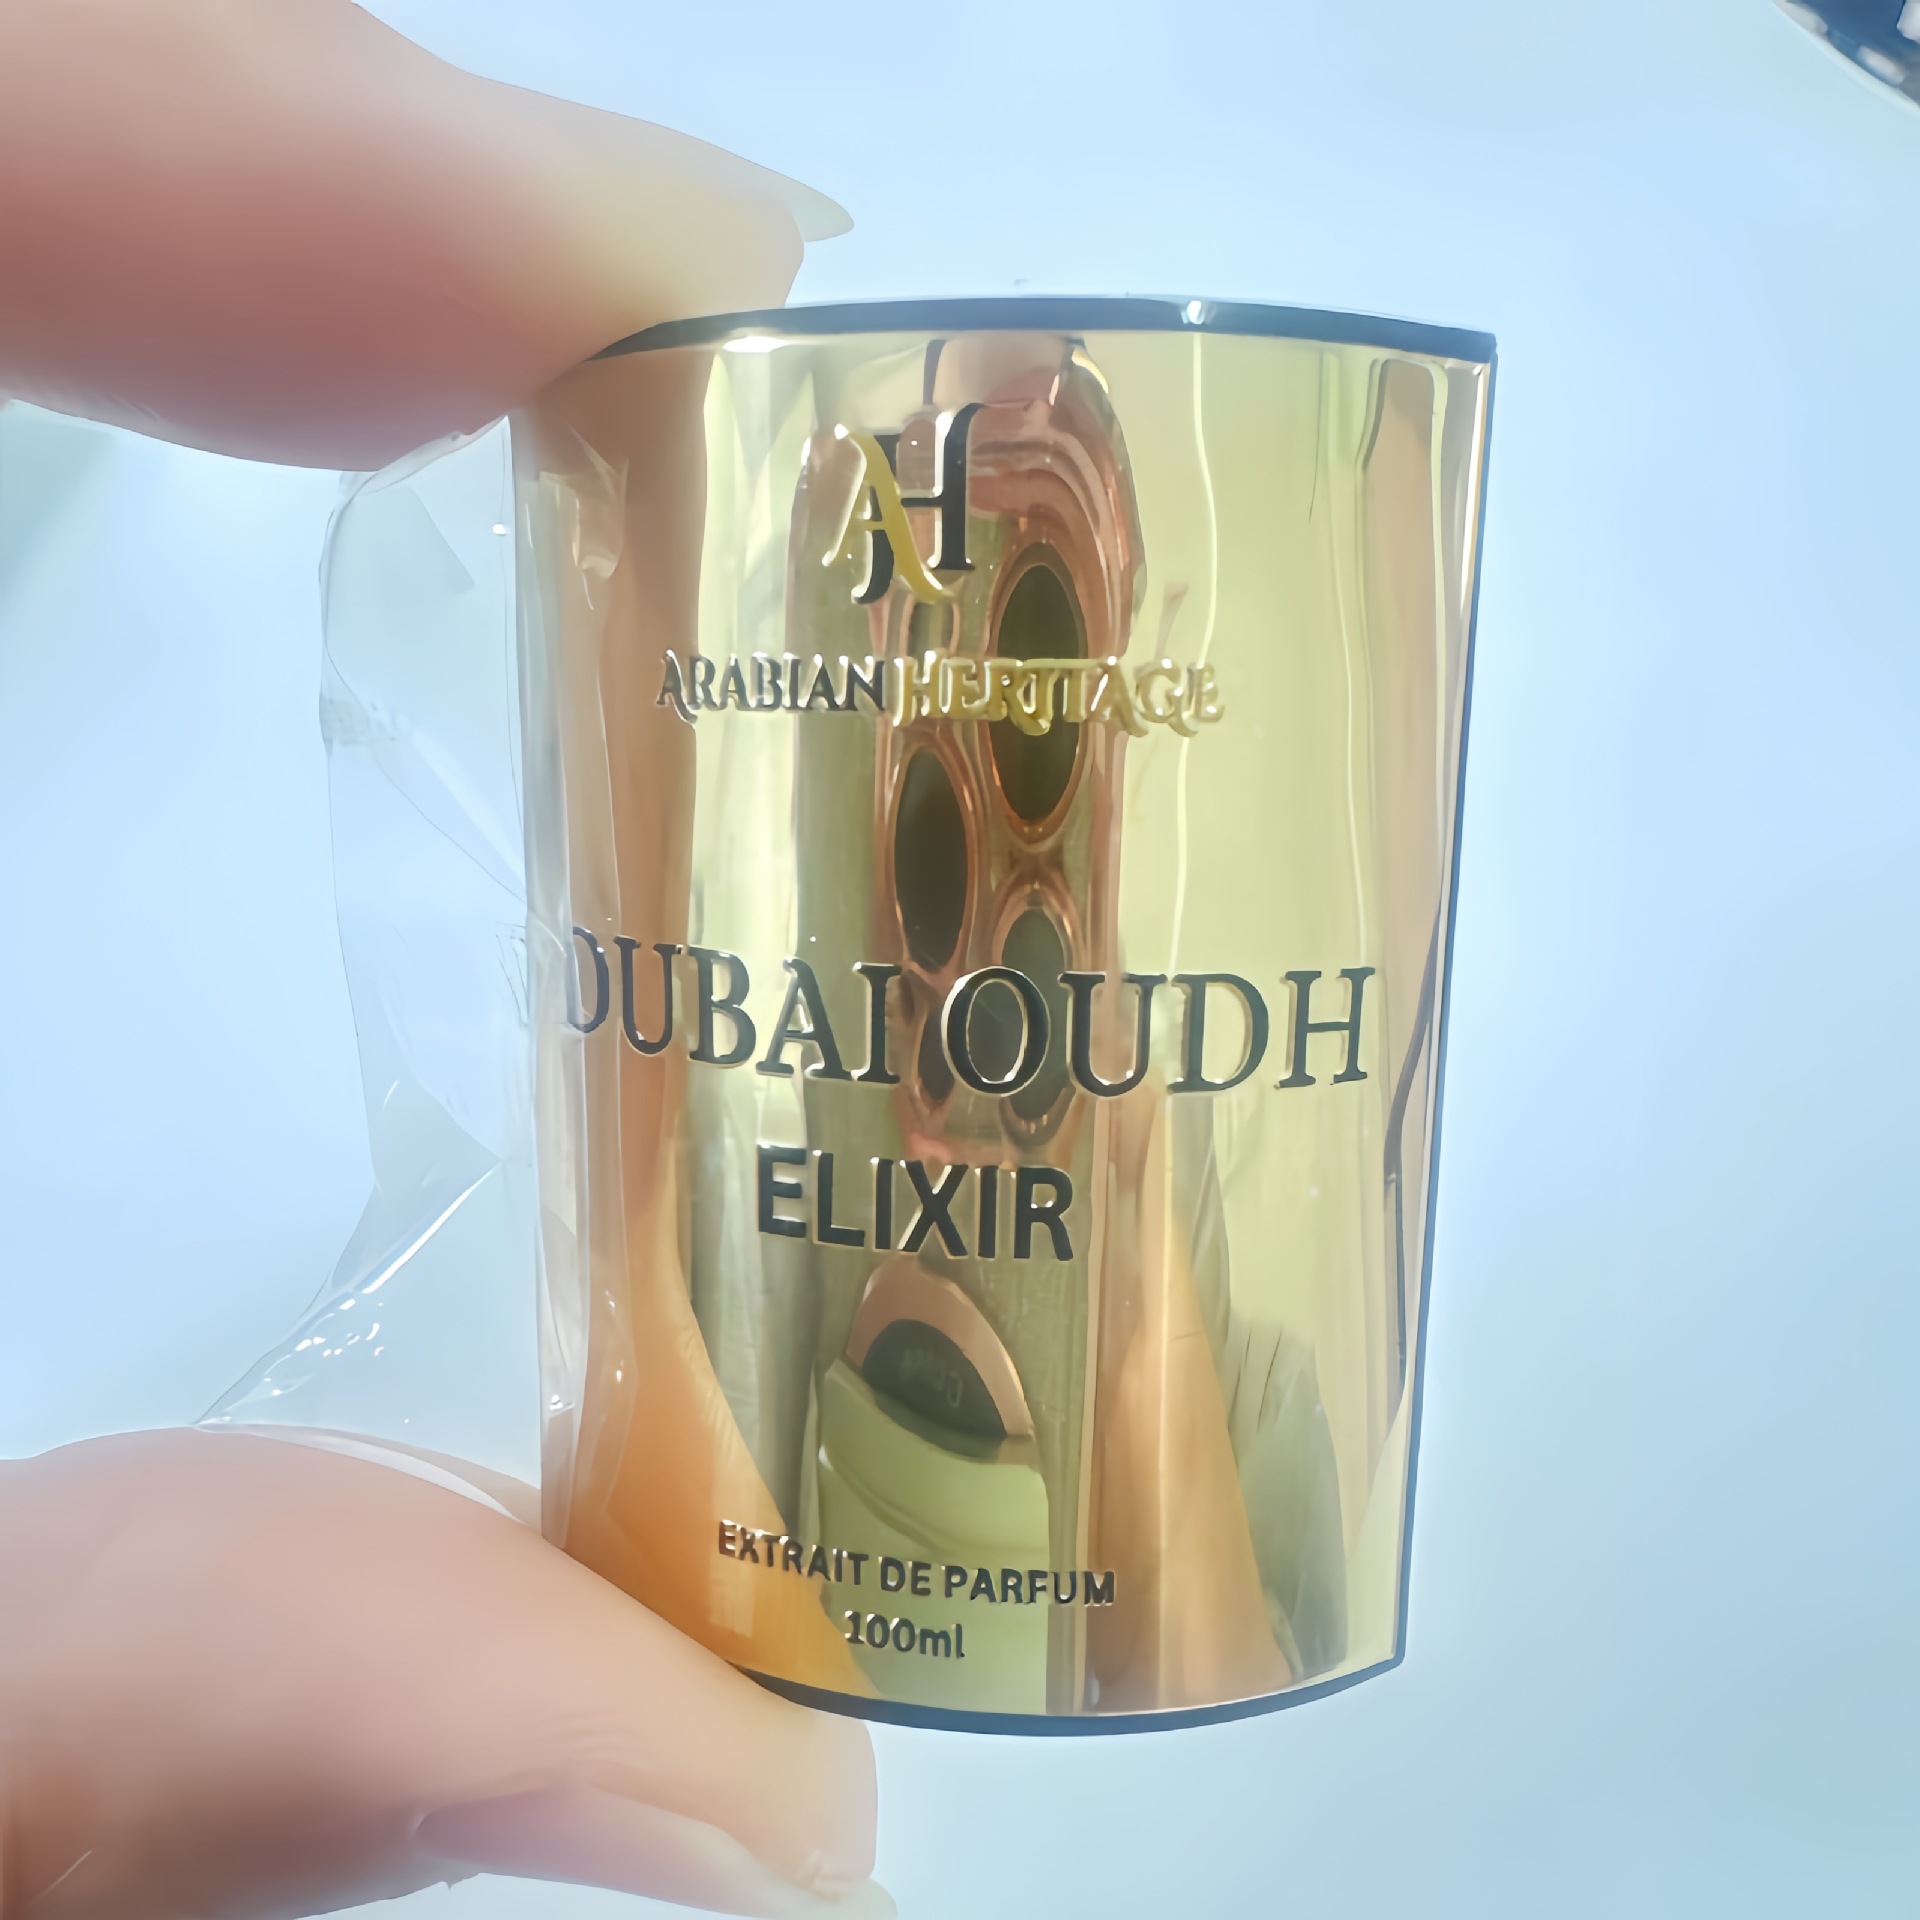 AH
ARABIAN HERITAGE
DUBAI OUDH
ELIXIR
EXTRAIT DE PARFUM
100ml